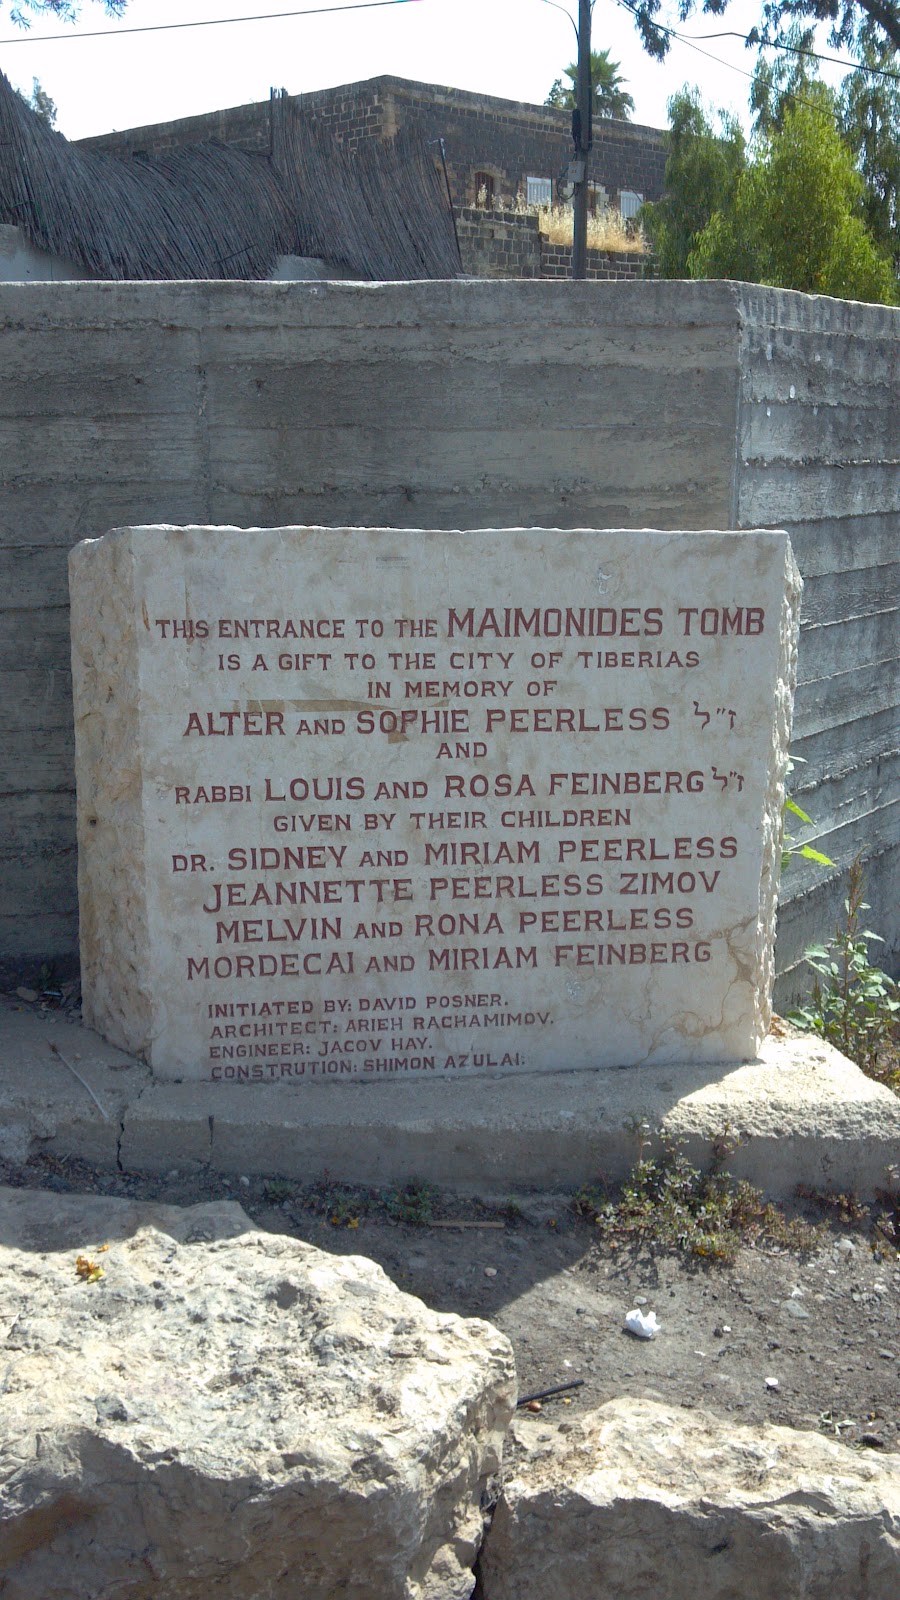 THIS ENTRANCE TO THE MAIMONIDES TOMB
IS A GIFT TO THE CITY OF TIBERIAS
IN MEMORY OF
ALTER AND SOPHIE PEERLESS ז״ל
AND
RABBI LOUIS AND ROSA FEINBERG ז״ל
GIVEN BY THEIR CHILDREN
DR. SIDNEY AND MIRIAM PEERLESS
JEANNETTE PEERLESS ZIMOV
MELVIN AND RONA PEERLESS
MORDECAI AND MIRIAM FEINBERG
INITIATED BY: DAVID POSNER.
ARCHITECT: ARIEH RACHAMIMOV.
ENGINEER: JACOV HAY.
CONSTRUTION: SHIMON AZULAI.